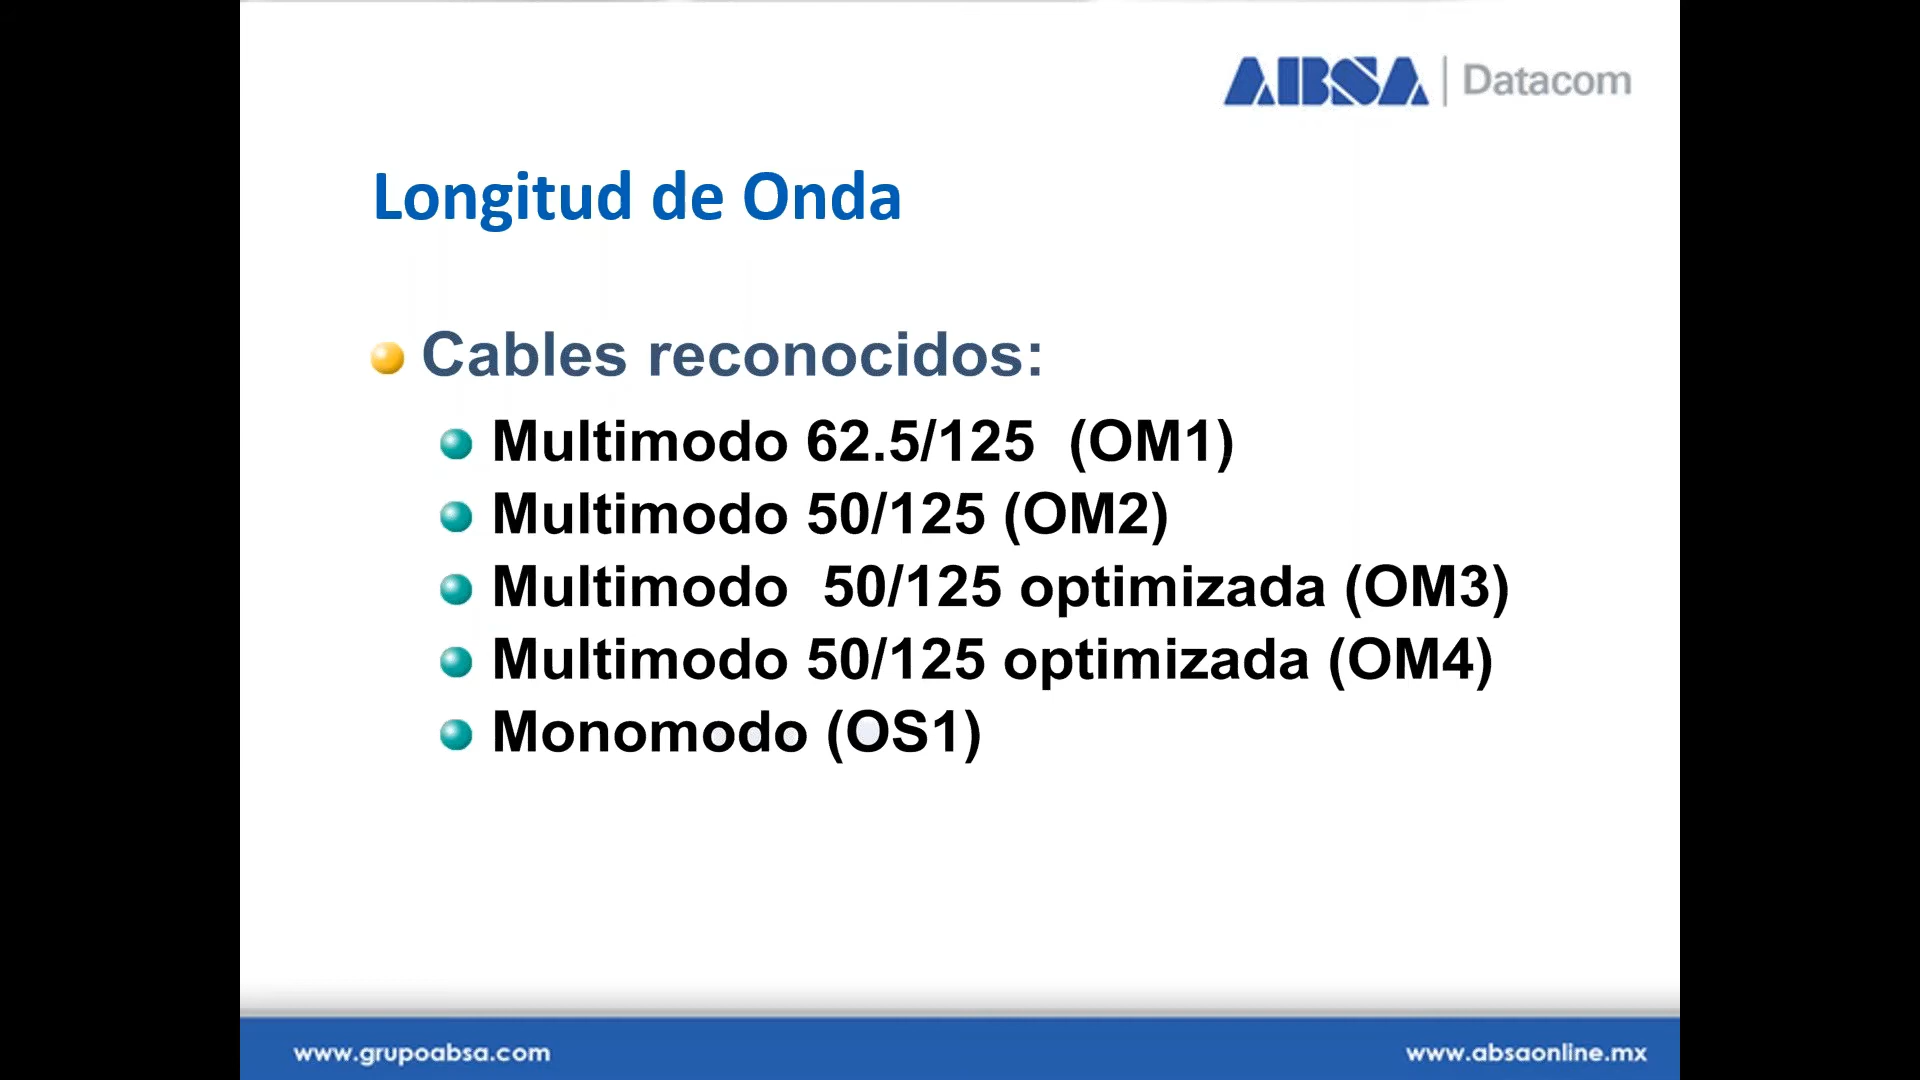 ABSA | Datacom
Longitud de Onda
Cables reconocidos:
Multimodo 62.5/125 (OM1)
Multimodo 50/125 (OM2)
Multimodo 50/125 optimizada (OM3)
Multimodo 50/125 optimizada (OM4)
Monomodo (OS1)
www.grupoabsa.com
www.absaonline.mx